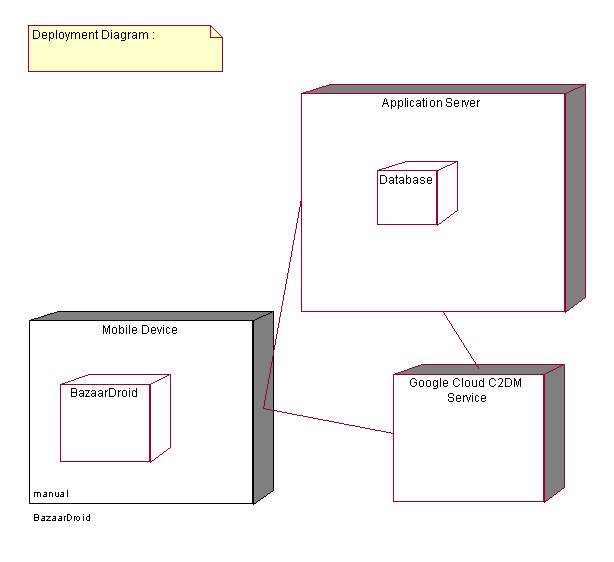 Deployment Diagram :
Application Server
Database
Mobile Device
BazaarDroid
manual
BazaarDroid
Google Cloud C2DM
Service